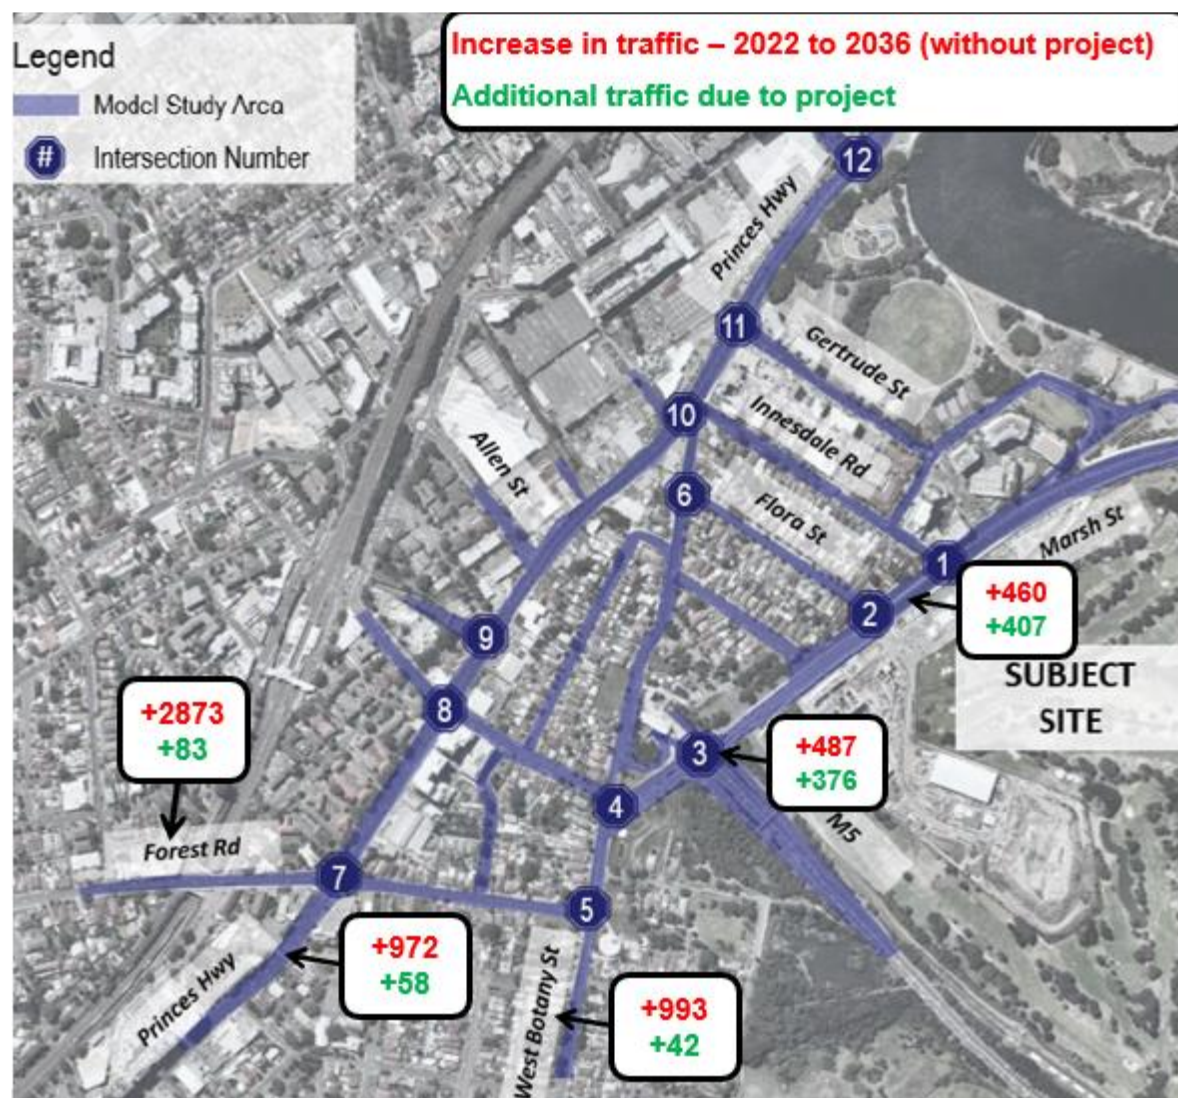 Increase in traffic – 2022 to 2036 (without project)
Additional traffic due to project
Legend
Model Study Area
# Intersection Number
12
Princes Hwy
11
Gertrude St
10
Innesdale Rd
Allen St
6
Flora St
Marsh St
1
2
+460
+407
SUBJECT
SITE
9
8
+2873
+83
3
+487
+376
4
M5
Forest Rd
7
5
+972
+58
Princes Hwy
West Botany St
+993
+42